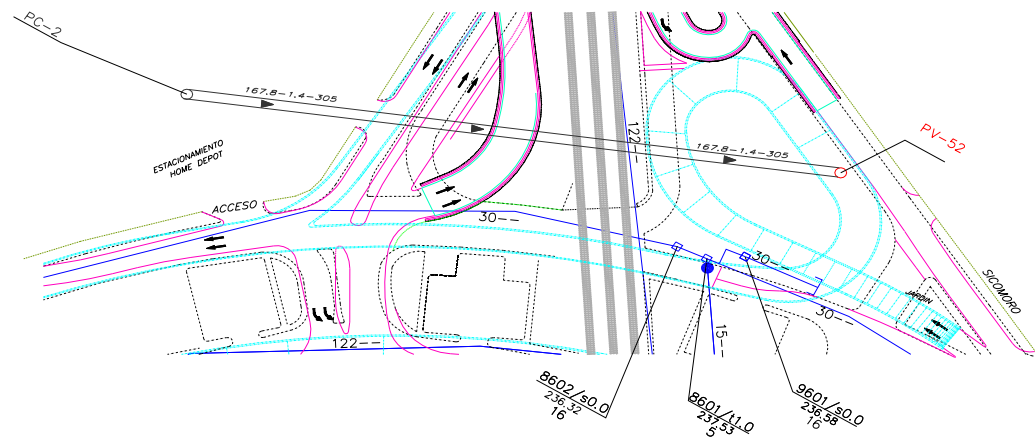 PC-2
167.8-1.4-305
ESTACIONAMIENTO
HOME DEPOT
ACCESO
122--
167.8-1.4-305
PV-52
30--
30--
30--
SICOMORO
JARDIN
15--
122--
8602/s0.0
236.32
16
8601/t1.0
237.53
5
9601/s0.0
236.58
16